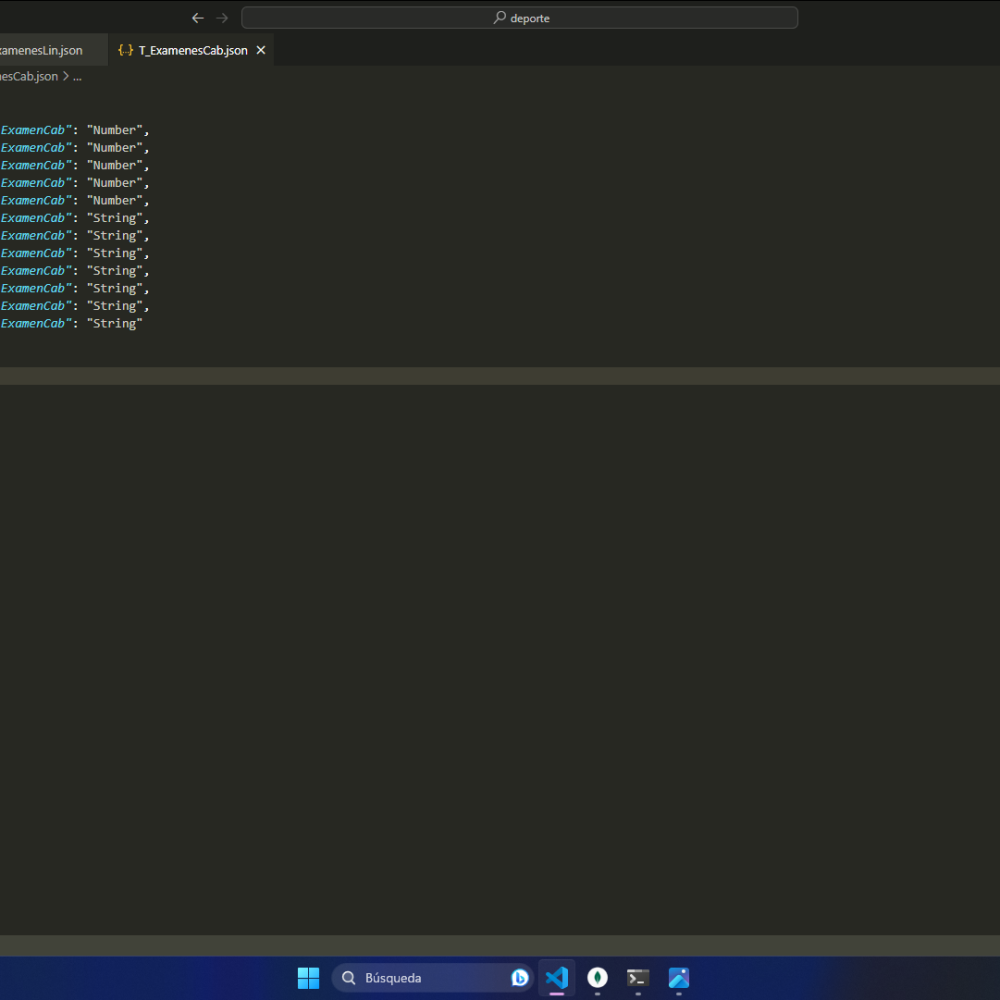 deporte
xamenesLin.json
{..} T_ExamenesCab.json
esCab.json > ...
ExamenCab": "Number",
ExamenCab": "Number",
ExamenCab": "Number",
ExamenCab": "Number",
ExamenCab": "Number",
ExamenCab": "String",
ExamenCab": "String",
ExamenCab": "String",
ExamenCab": "String",
ExamenCab": "String",
ExamenCab": "String",
ExamenCab": "String"
Búsqueda